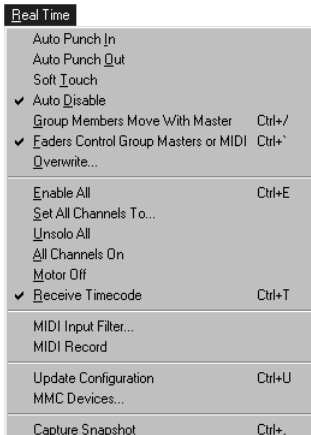 Real Time
Auto Punch In
Auto Punch Out
Soft Touch
Auto Disable
Group Members Move With Master Ctrl+/
Faders Control Group Masters or MIDI Ctrl+`
Overwrite...
Enable All Ctrl+E
Set All Channels To...
Unsolo All
All Channels On
Motor Off
Receive Timecode Ctrl+T
MIDI Input Filter...
MIDI Record
Update Configuration Ctrl+U
MMC Devices...
Capture Snapshot Ctrl+.